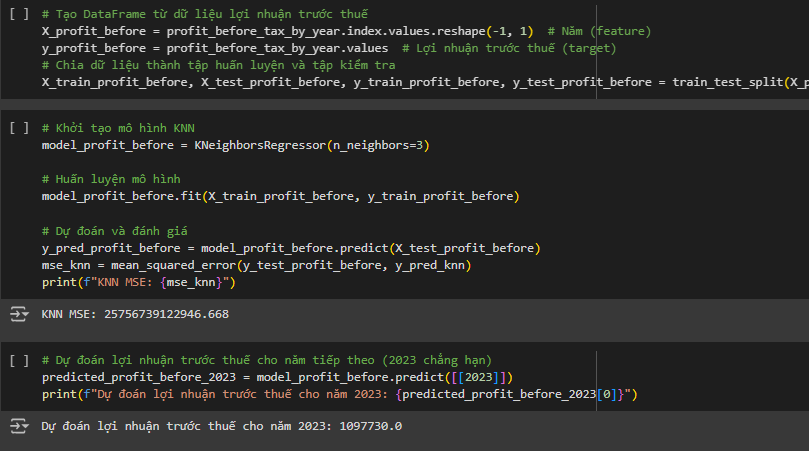 [ ] # Tạo DataFrame từ dữ liệu lợi nhuận trước thuế
X_profit_before = profit_before_tax_by_year.index.values.reshape(-1, 1)  # Năm (feature)
y_profit_before = profit_before_tax_by_year.values  # Lợi nhuận trước thuế (target)
# Chia dữ liệu thành tập huấn luyện và tập kiểm tra
X_train_profit_before, X_test_profit_before, y_train_profit_before, y_test_profit_before = train_test_split(X_p
[ ] # Khởi tạo mô hình KNN
model_profit_before = KNeighborsRegressor(n_neighbors=3)
# Huấn luyện mô hình
model_profit_before.fit(X_train_profit_before, y_train_profit_before)
# Dự đoán và đánh giá
y_pred_profit_before = model_profit_before.predict(X_test_profit_before)
mse_knn = mean_squared_error(y_test_profit_before, y_pred_knn)
print(f"KNN MSE: {mse_knn}")
KNN MSE: 25756739122946.668
[ ] # Dự đoán lợi nhuận trước thuế cho năm tiếp theo (2023 chẳng hạn)
predicted_profit_before_2023 = model_profit_before.predict([[2023]])
print(f"Dự đoán lợi nhuận trước thuế cho năm 2023: {predicted_profit_before_2023[0]}")
Dự đoán lợi nhuận trước thuế cho năm 2023: 1097730.0